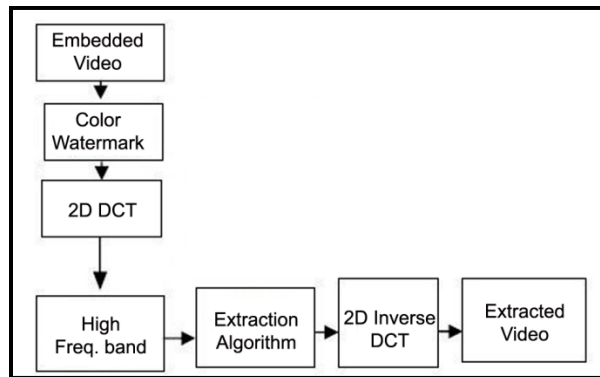 Embedded
Video
Color
Watermark
2D DCT
High
Freq. band
Extraction
Algorithm
2D Inverse
DCT
Extracted
Video